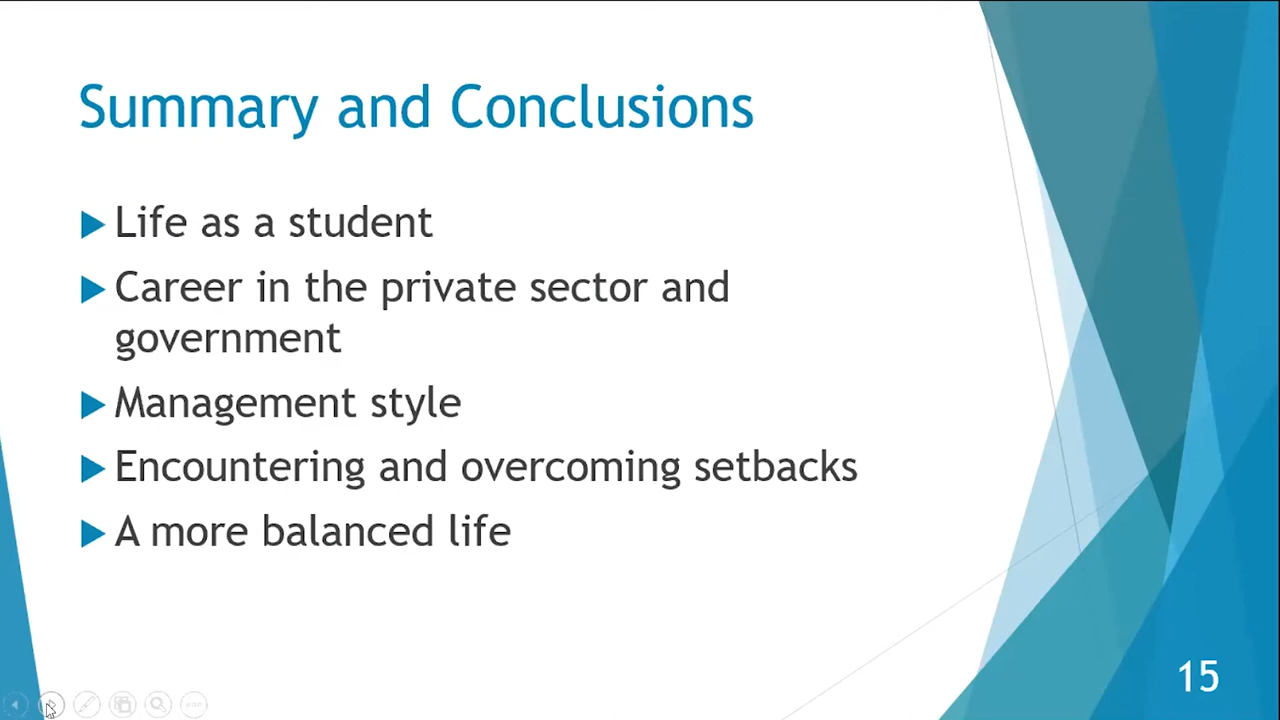 Summary and Conclusions
Life as a student
Career in the private sector and
government
Management style
Encountering and overcoming setbacks
A more balanced life
15